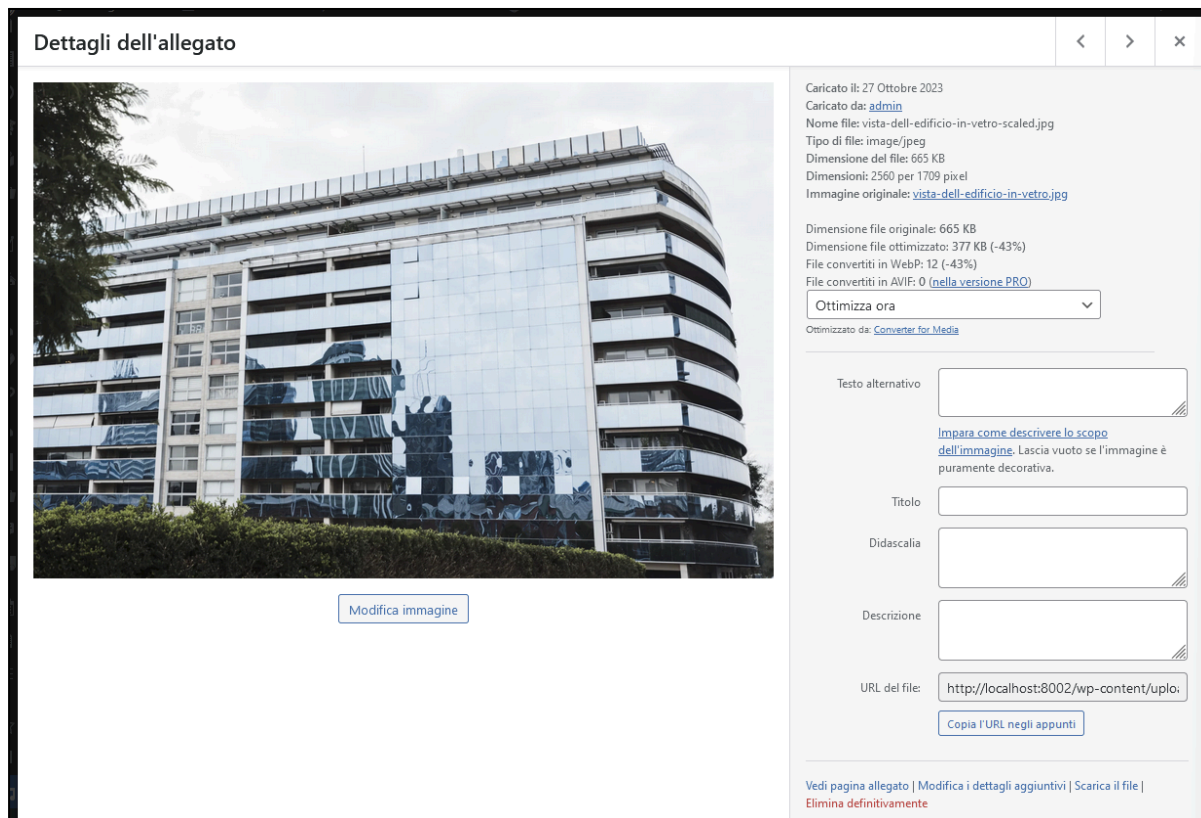 Dettagli dell'allegato
Caricato il: 27 Ottobre 2023
Caricato da: admin
Nome file: vista-dell-edificio-in-vetro-scaled.jpg
Tipo di file: image/jpeg
Dimensione del file: 665 KB
Dimensioni: 2560 per 1709 pixel
Immagine originale: vista-dell-edificio-in-vetro.jpg
Dimensione file originale: 665 KB
Dimensione file ottimizzato: 377 KB (-43%)
File convertiti in WebP: 12 (-43%)
File convertiti in AVIF: 0 (nella versione PRO)
Ottimizza ora
Ottimizzato da: Converter for Media
Testo alternativo
Impara come descrivere lo scopo
dell'immagine. Lascia vuoto se l'immagine è
puramente decorativa.
Titolo
Didascalia
Descrizione
URL del file: http://localhost:8002/wp-content/uploa
Copia l'URL negli appunti
Modifica immagine
Vedi pagina allegato | Modifica i dettagli aggiuntivi | Scarica il file |
Elimina definitivamente